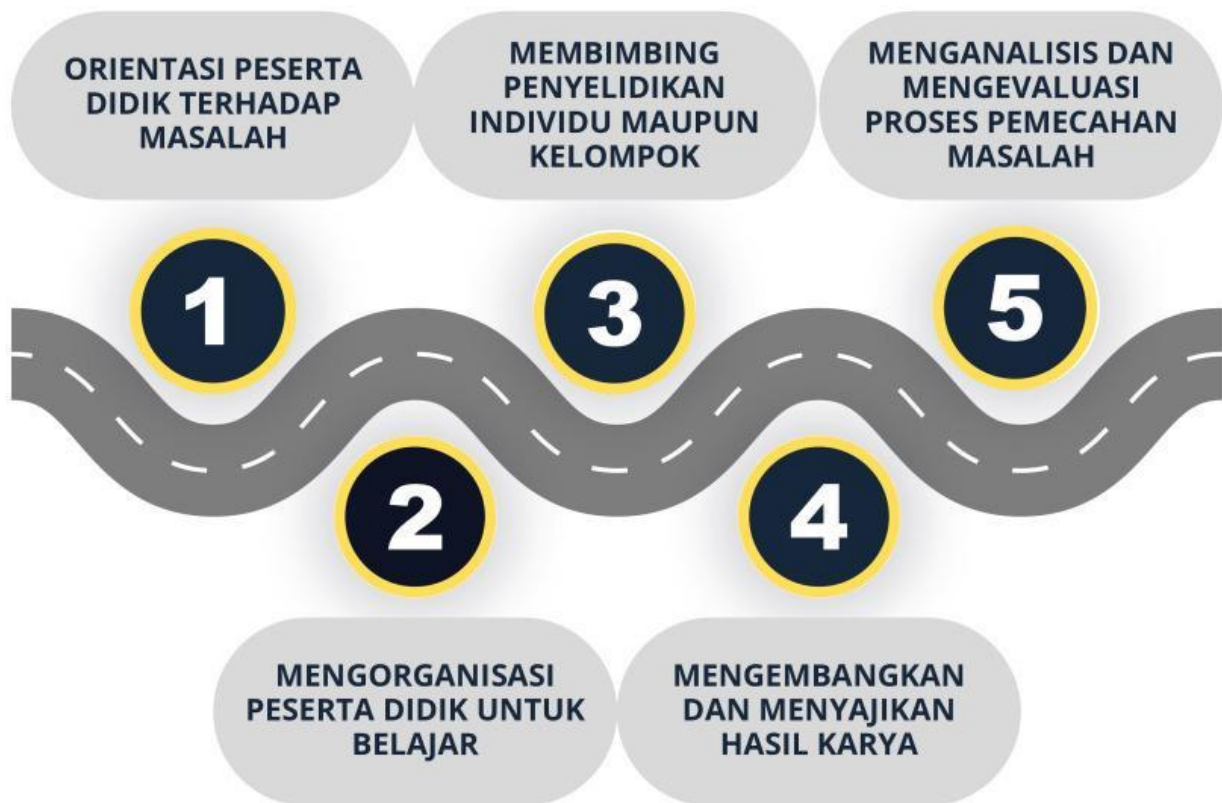 ORIENTASI PESERTA
DIDIK TERHADAP
MASALAH
1
MENGORGANISASI
PESERTA DIDIK UNTUK
BELAJAR
2
MEMBIMBING
PENYELIDIKAN
INDIVIDU MAUPUN
KELOMPOK
3
MENGEMBANGKAN
DAN MENYAJIKAN
HASIL KARYA
4
MENGANALISIS DAN
MENGEVALUASI
PROSES PEMECAHAN
MASALAH
5